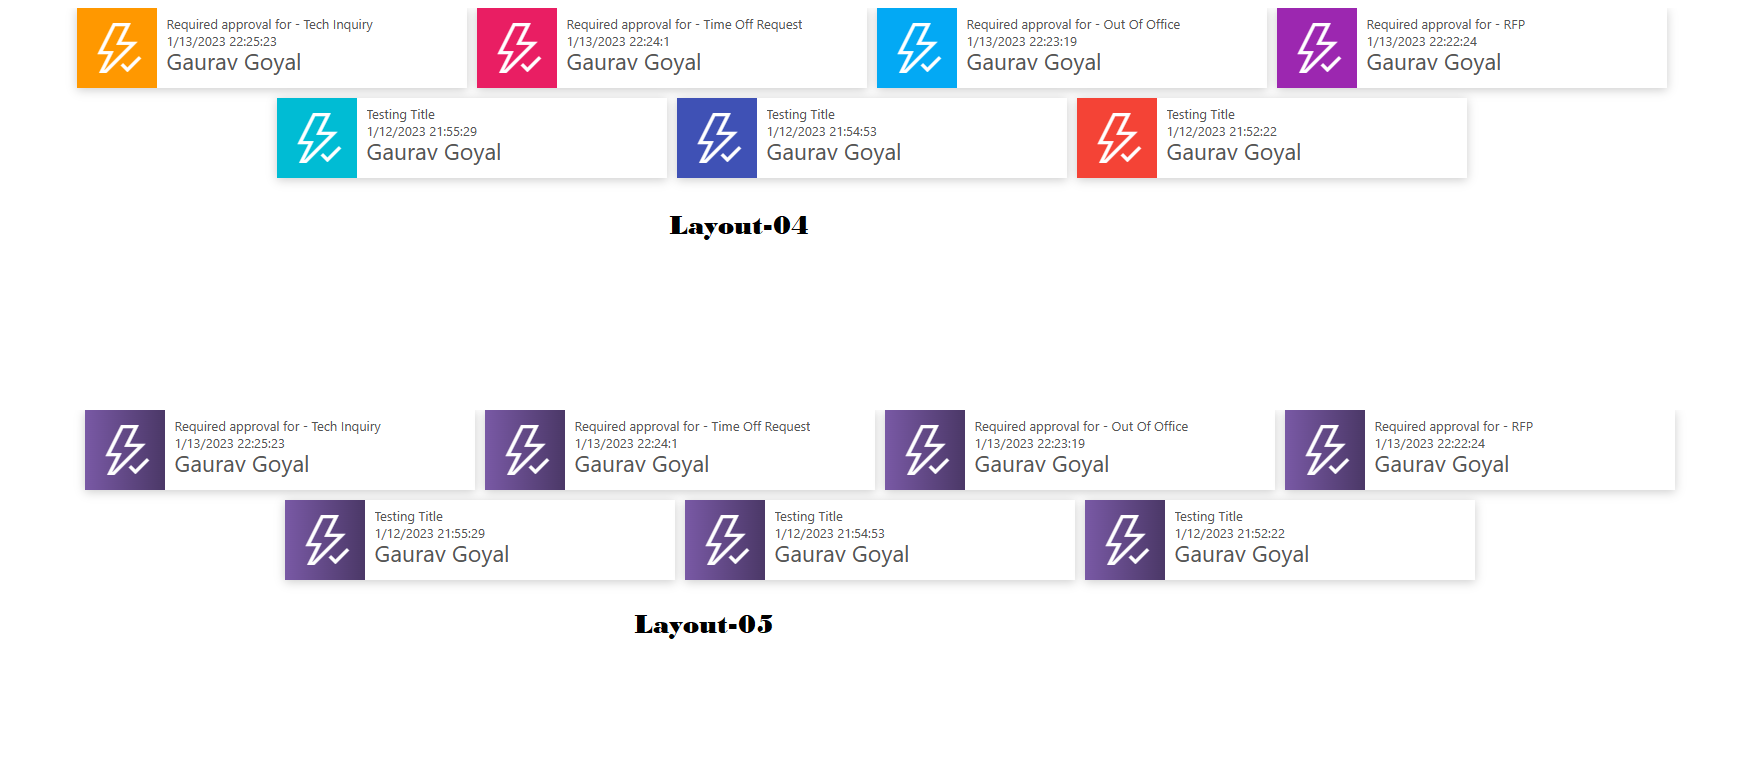 Required approval for - Tech Inquiry
1/13/2023 22:25:23
Gaurav Goyal
Required approval for - Time Off Request
1/13/2023 22:24:1
Gaurav Goyal
Required approval for - Out Of Office
1/13/2023 22:23:19
Gaurav Goyal
Required approval for - RFP
1/13/2023 22:22:24
Gaurav Goyal
Testing Title
1/12/2023 21:55:29
Gaurav Goyal
Testing Title
1/12/2023 21:54:53
Gaurav Goyal
Testing Title
1/12/2023 21:52:22
Gaurav Goyal
Layout-04
Required approval for - Tech Inquiry
1/13/2023 22:25:23
Gaurav Goyal
Required approval for - Time Off Request
1/13/2023 22:24:1
Gaurav Goyal
Required approval for - Out Of Office
1/13/2023 22:23:19
Gaurav Goyal
Required approval for - RFP
1/13/2023 22:22:24
Gaurav Goyal
Testing Title
1/12/2023 21:55:29
Gaurav Goyal
Testing Title
1/12/2023 21:54:53
Gaurav Goyal
Testing Title
1/12/2023 21:52:22
Gaurav Goyal
Layout-05